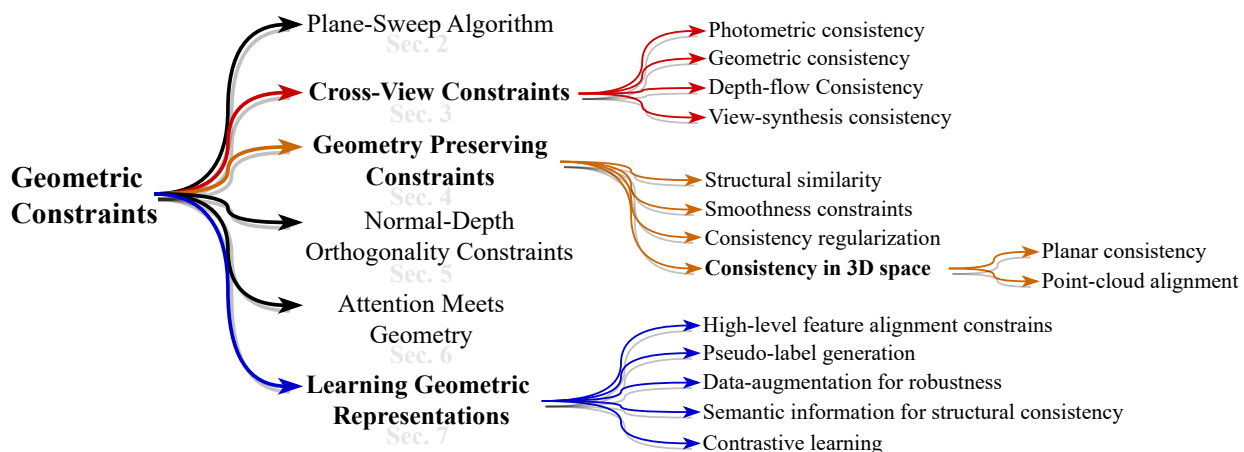 Geometric
Constraints
Plane-Sweep Algorithm
Sec. 2
Cross-View Constraints
Sec. 3
Photometric consistency
Geometric consistency
Depth-flow Consistency
View-synthesis consistency
Geometry Preserving
Constraints
Sec. 4
Structural similarity
Smoothness constraints
Consistency regularization
Consistency in 3D space
Planar consistency
Point-cloud alignment
Normal-Depth
Orthogonality Constraints
Sec. 5
Attention Meets
Geometry
Sec. 6
Learning Geometric
Representations
Sec. 7
High-level feature alignment constrains
Pseudo-label generation
Data-augmentation for robustness
Semantic information for structural consistency
Contrastive learning